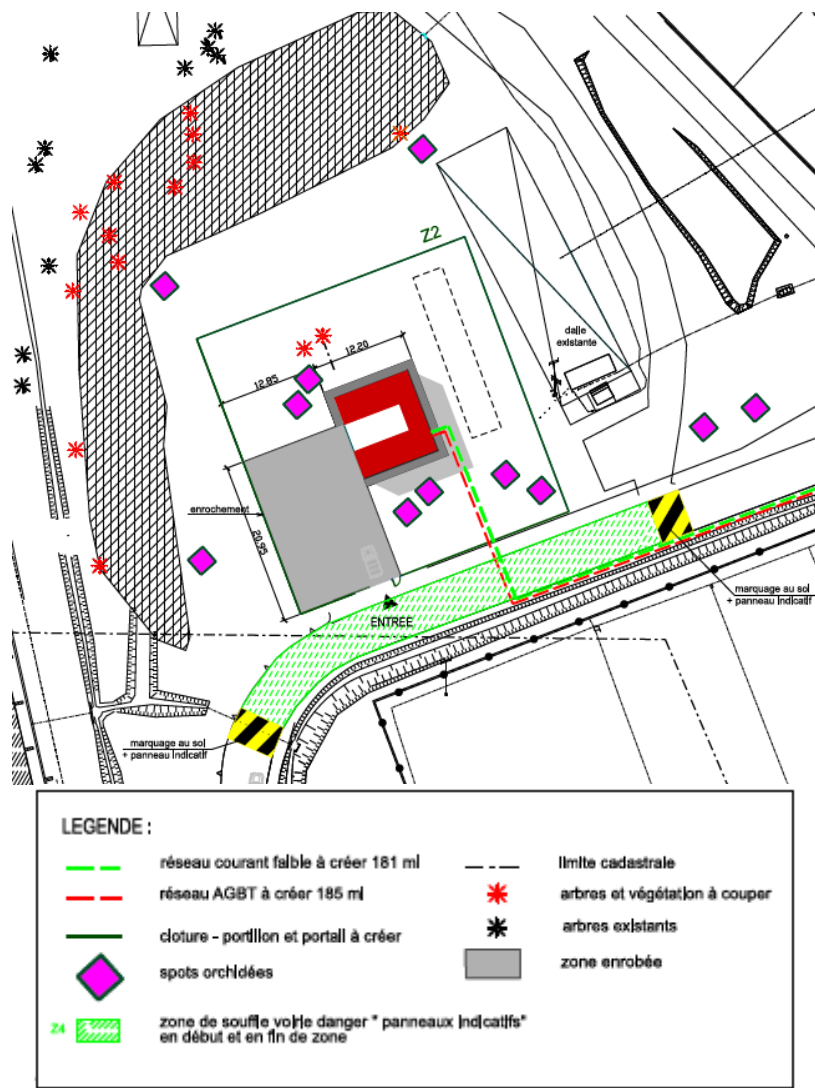 Z2
dalle
existante
12.20
12.85
enrochement
20.95
marquage au sol
+ panneau indicatif
ENTREE
marquage au sol
+ panneau indicatif
LEGENDE :
réseau courant faible à créer 181 ml
limite cadastrale
réseau AGBT à créer 185 ml
arbres et végétation à couper
cloture - portillon et portail à créer
arbres existants
spots orchidées
zone enrobée
Z4
zone de souffle voirie danger " panneaux indicatifs"
en début et en fin de zone